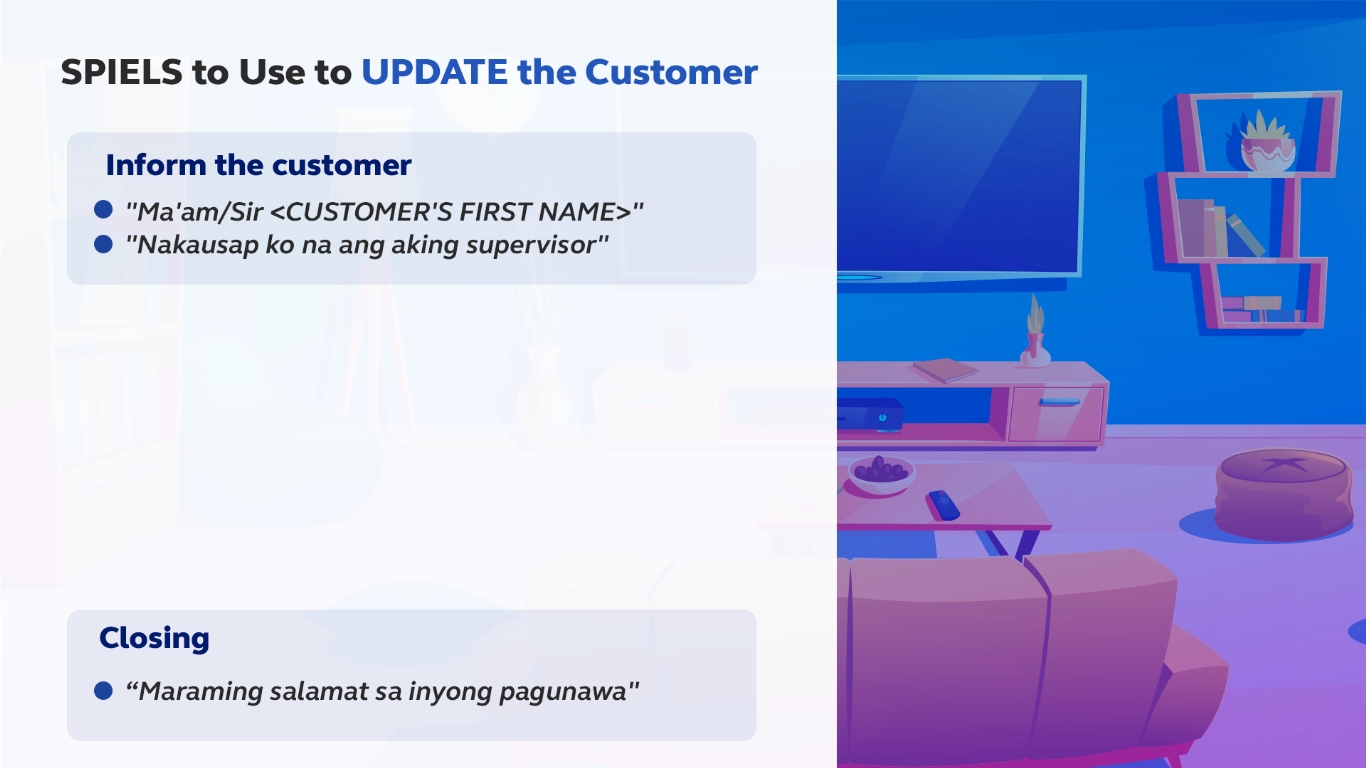 SPIELS to Use to UPDATE the Customer
Inform the customer
"Ma'am/Sir <CUSTOMER'S FIRST NAME>"
"Nakausap ko na ang aking supervisor"
Closing
“Maraming salamat sa inyong pagunawa"